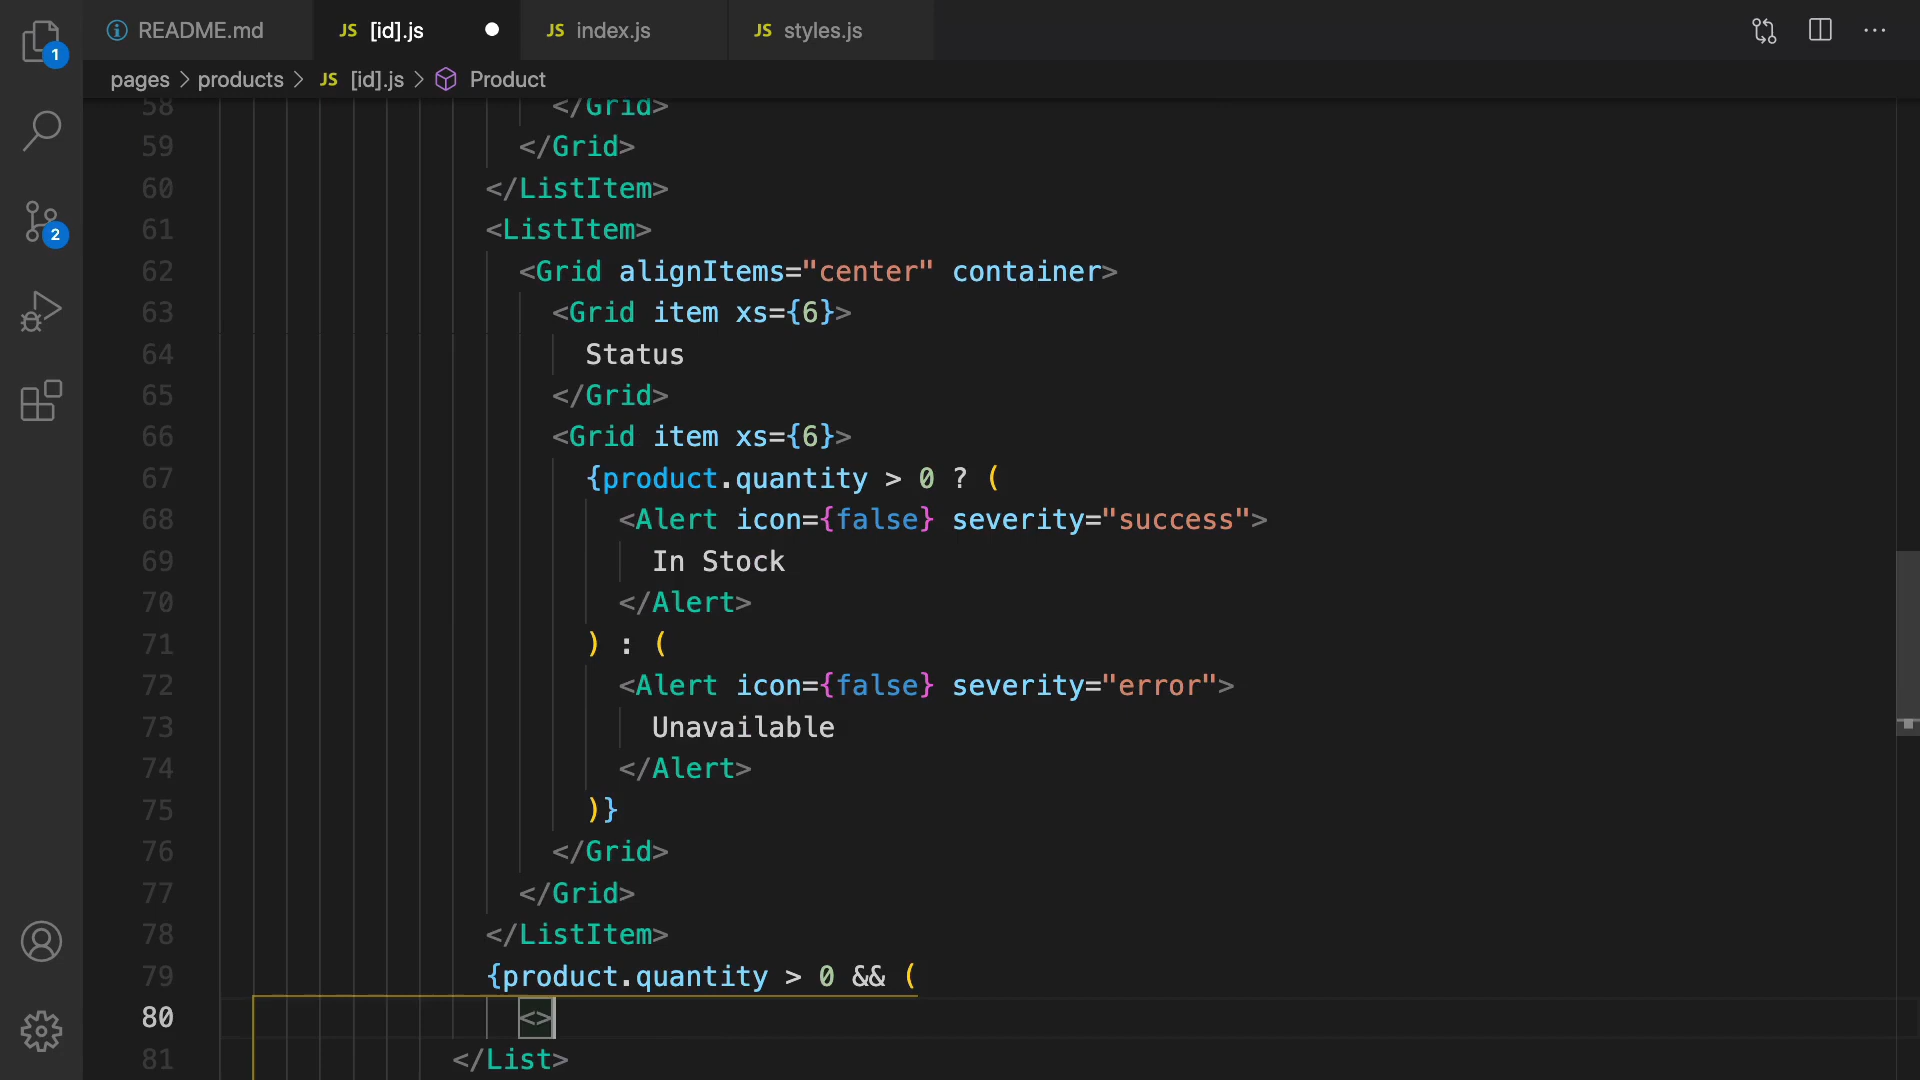 README.md
JS [id].js
JS index.js
JS styles.js
1
pages > products > JS [id].js > Product
58 </Grid>
59 </Grid>
60 </ListItem>
61 <ListItem>
62 <Grid alignItems="center" container>
63 <Grid item xs={6}>
64 Status
65 </Grid>
66 <Grid item xs={6}>
67 {product.quantity > 0 ? (
68 <Alert icon={false} severity="success">
69 In Stock
70 </Alert>
71 ) : (
72 <Alert icon={false} severity="error">
73 Unavailable
74 </Alert>
75 )}
76 </Grid>
77 </Grid>
78 </ListItem>
79 {product.quantity > 0 && (
80 <>
81 </List>
2